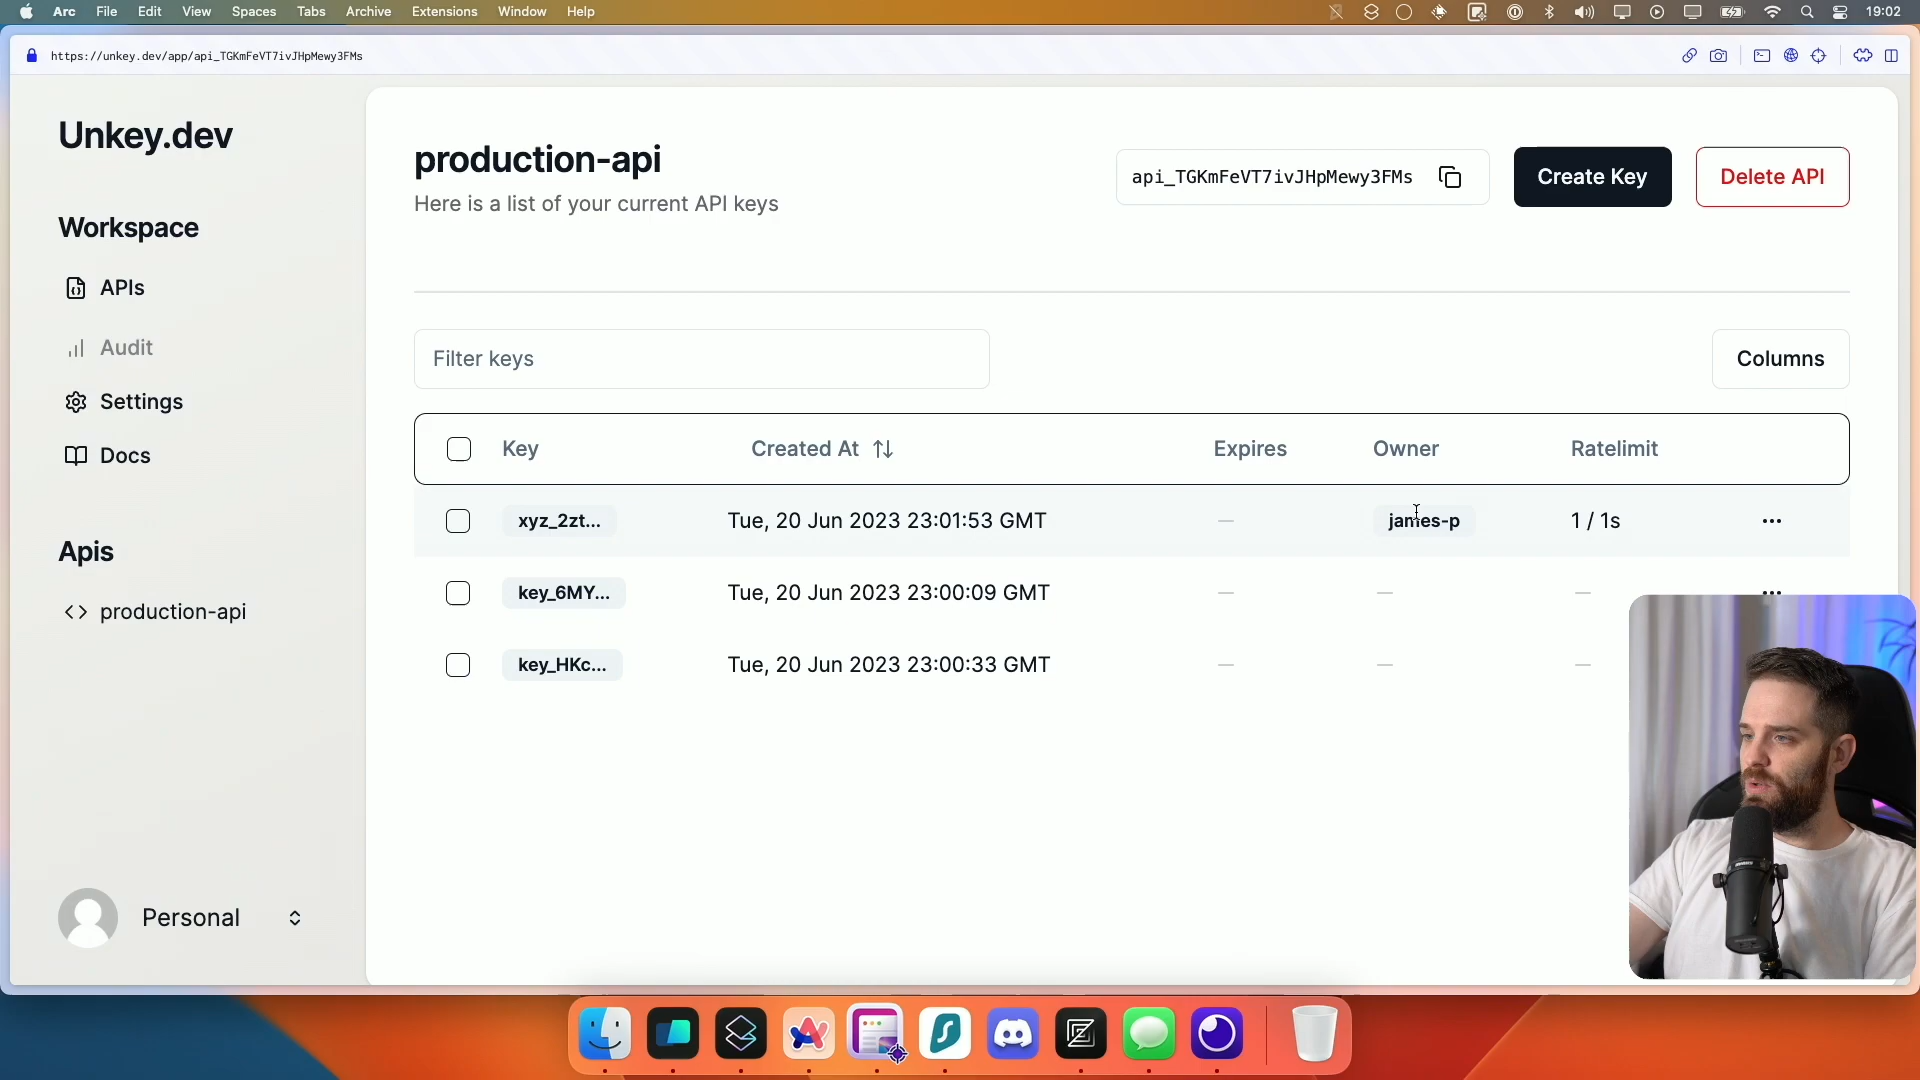 Arc File Edit View Spaces Tabs Archive Extensions Window Help 19:02
https://unkey.dev/app/api_TGKmFeVT7ivJHpMewy3FMs
Unkey.dev
Workspace
APIs
Audit
Settings
Docs
Apis
production-api
Personal
production-api
Here is a list of your current API keys
api_TGKmFeVT7ivJHpMewy3FMs
Create Key
Delete API
Filter keys
Columns
Key Created At Expires Owner Ratelimit
xyz_2zt... Tue, 20 Jun 2023 23:01:53 GMT — james-p 1 / 1s ...
key_6MY... Tue, 20 Jun 2023 23:00:09 GMT — — — ...
key_HKc... Tue, 20 Jun 2023 23:00:33 GMT — — —